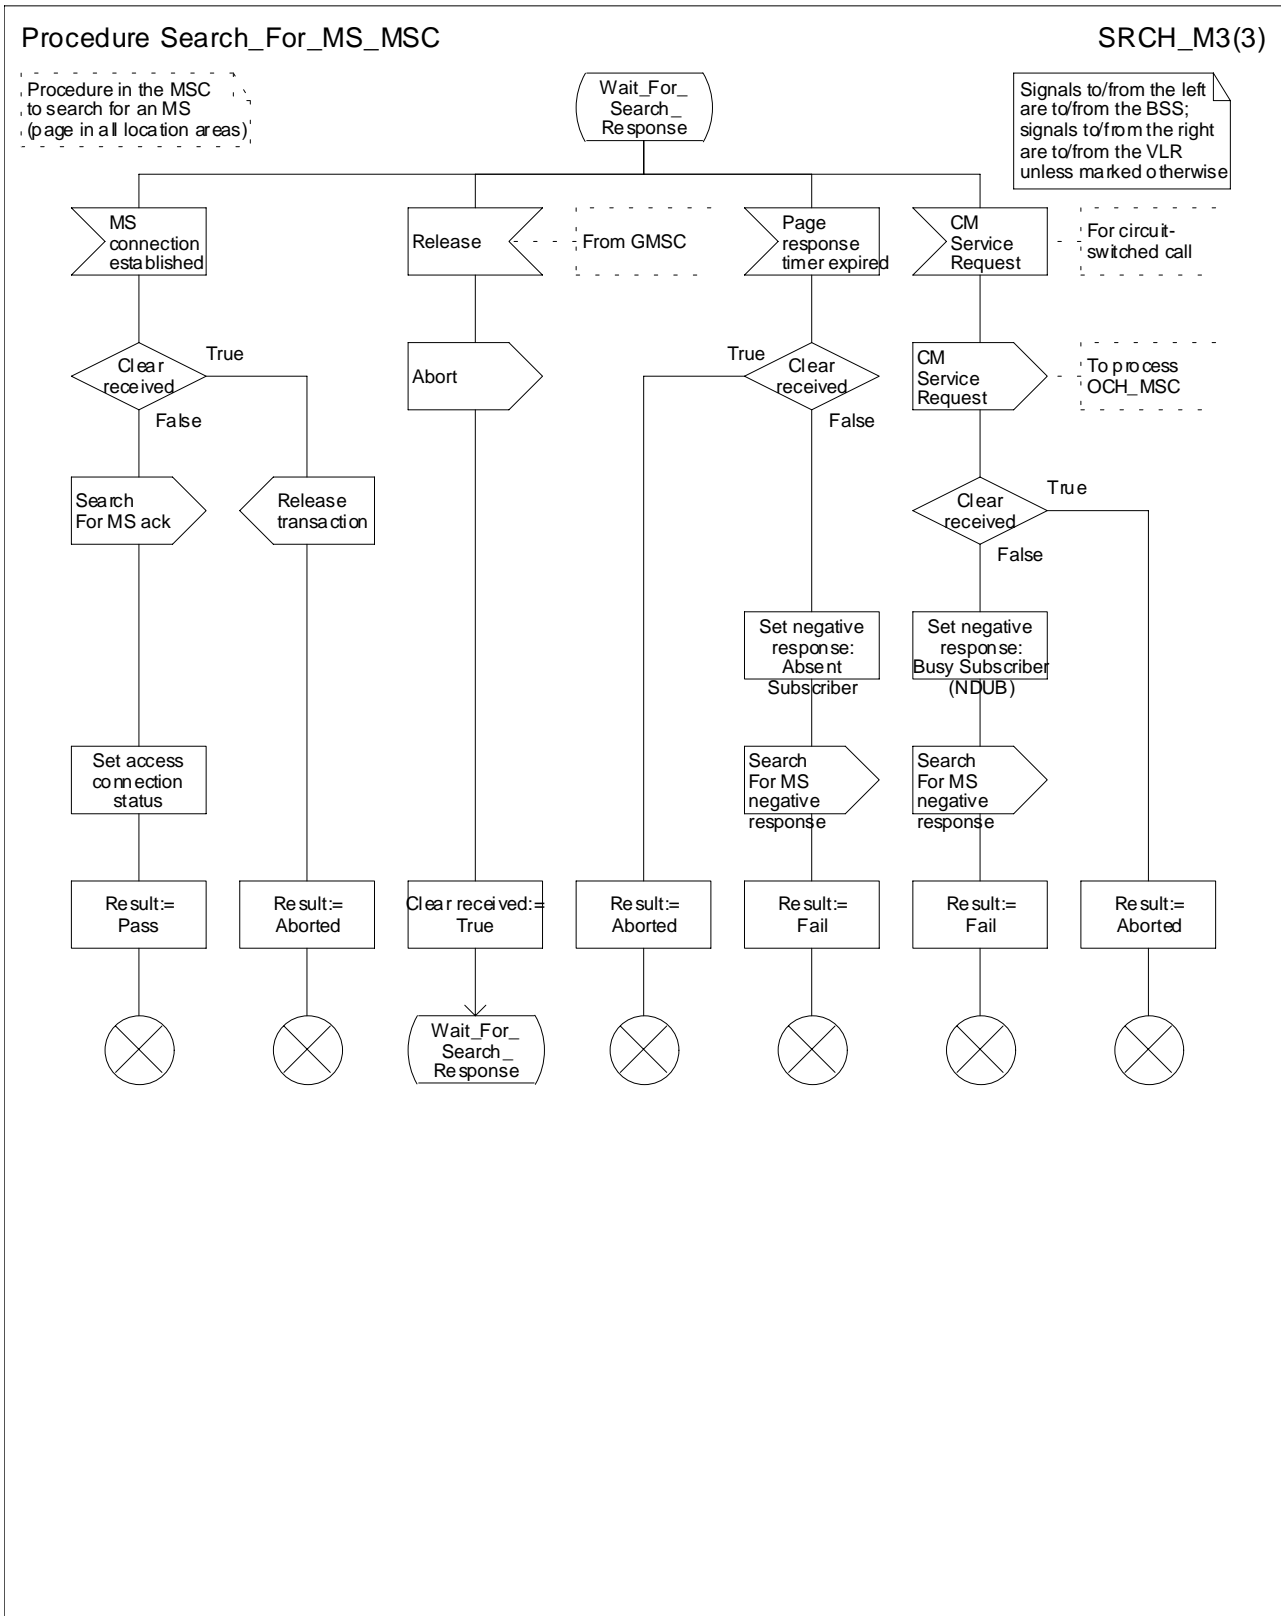 Procedure Search_For_MS_MSC
SRCH_M3(3)
Procedure in the MSC
to search for an MS
(page in all location areas)
Wait_For_
Search_
Response
Signals to/from the left
are to/from the BSS;
signals to/from the right
are to/from the VLR
unless marked otherwise
MS
connection
established
Release
From GMSC
Page
response
timer expired
CM
Service
Request
For circuit-
switched call
Clear
received
True
False
Abort
True
Clear
received
False
CM
Service
Request
To process
OCH_MSC
Search
For MS ack
Release
transaction
Clear
received
True
False
Set negative
response:
Absent
Subscriber
Set negative
response:
Busy Subscriber
(NDUB)
Set access
connection
status
Search
For MS
negative
response
Search
For MS
negative
response
Result:=
Pass
Result:=
Aborted
Clear received:=
True
Result:=
Aborted
Result:=
Fail
Result:=
Fail
Result:=
Aborted
Wait_For_
Search_
Response